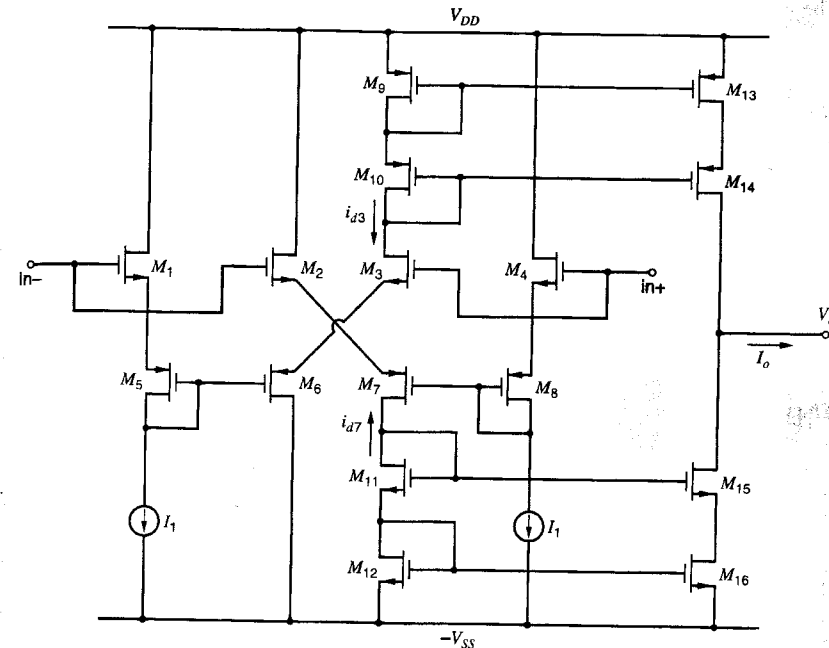 V_DD
M_9
M_13
M_10
M_14
i_d3
In–
M_1
M_2
M_3
M_4
In+
I_o
M_5
M_6
M_7
M_8
i_d7
M_11
M_15
I_1
I_1
M_12
M_16
–V_SS